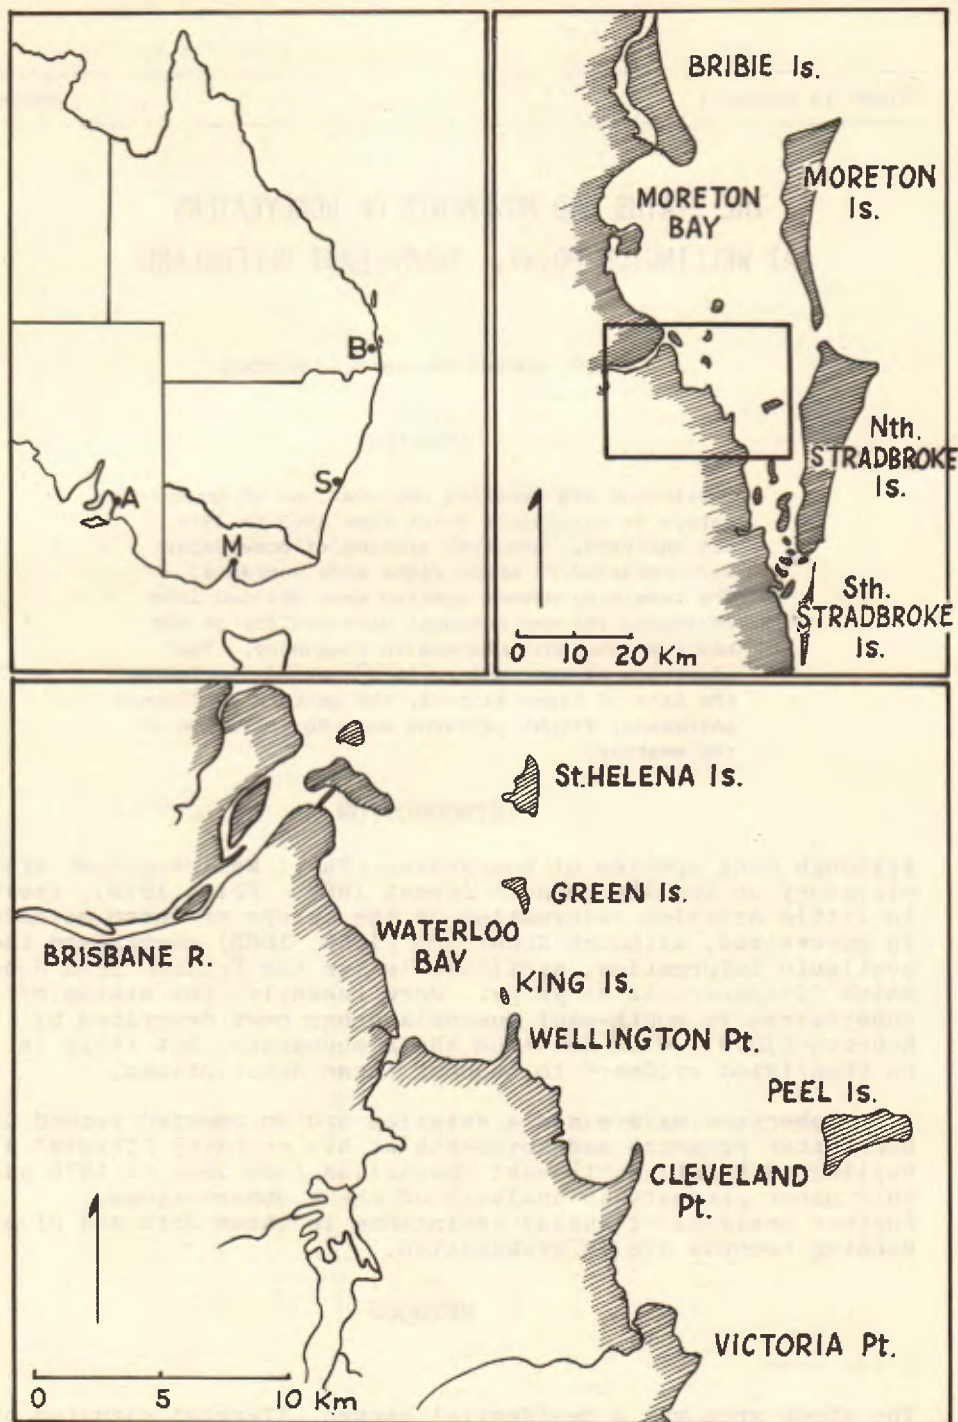 B
S
A
M
BRIBIE Is.
MORETON
BAY
MORETON
Is.
Nth.
STRADBROKE
Is.
Sth.
STRADBROKE
Is.
0 10 20 Km
St.HELENA Is.
GREEN Is.
WATERLOO
BAY
BRISBANE R.
KING Is.
WELLINGTON Pt.
PEEL Is.
CLEVELAND
Pt.
VICTORIA Pt.
0 5 10 Km